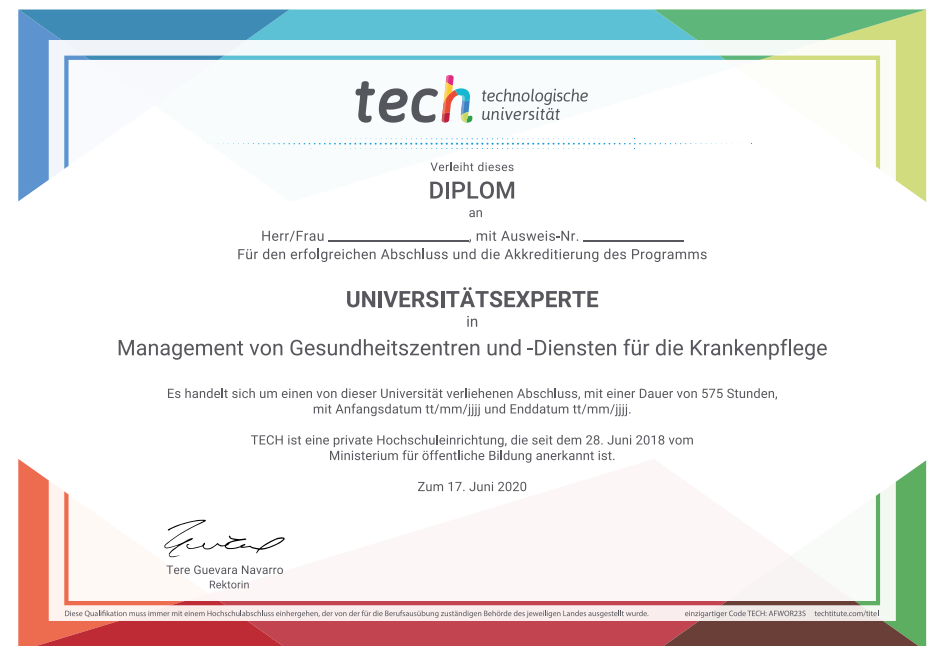 tech technologische
universität
Verleiht dieses
DIPLOM
an
Herr/Frau ____________________, mit Ausweis-Nr. ______________
Für den erfolgreichen Abschluss und die Akkreditierung des Programms
UNIVERSITÄTSEXPERTE
in
Management von Gesundheitszentren und -Diensten für die Krankenpflege
Es handelt sich um einen von dieser Universität verliehenen Abschluss, mit einer Dauer von 575 Stunden,
mit Anfangsdatum tt/mm/jjjj und Enddatum tt/mm/jjjj.
TECH ist eine private Hochschuleinrichtung, die seit dem 28. Juni 2018 vom
Ministerium für öffentliche Bildung anerkannt ist.
Zum 17. Juni 2020
Tere Guevara Navarro
Rektorin
Diese Qualifikation muss immer mit einem Hochschulabschluss einhergehen, der von der für die Berufsausübung zuständigen Behörde des jeweiligen Landes ausgestellt wurde. einzigartiger Code TECH: AFWOR23S techtitute.com/titel